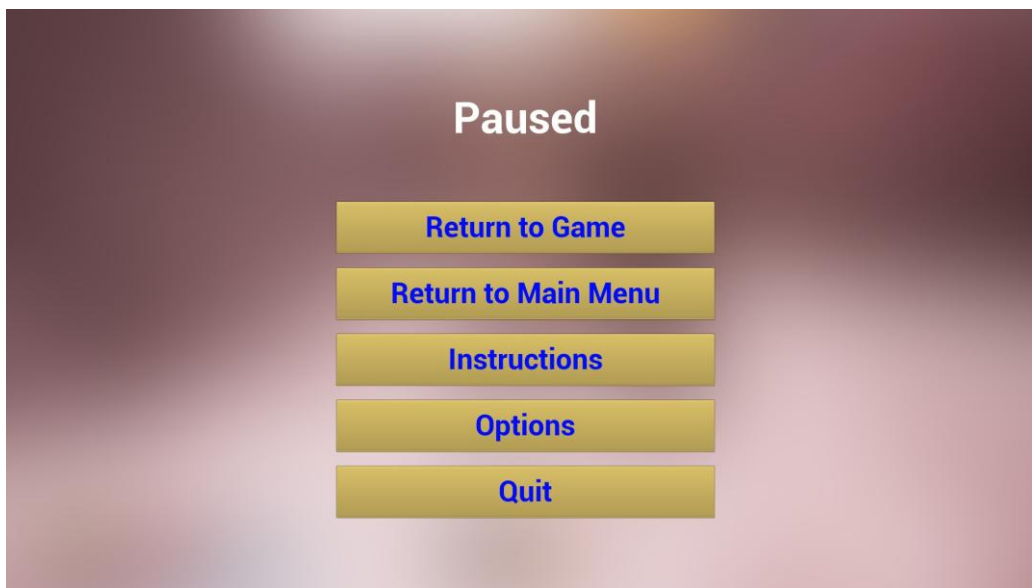 Paused
Return to Game
Return to Main Menu
Instructions
Options
Quit